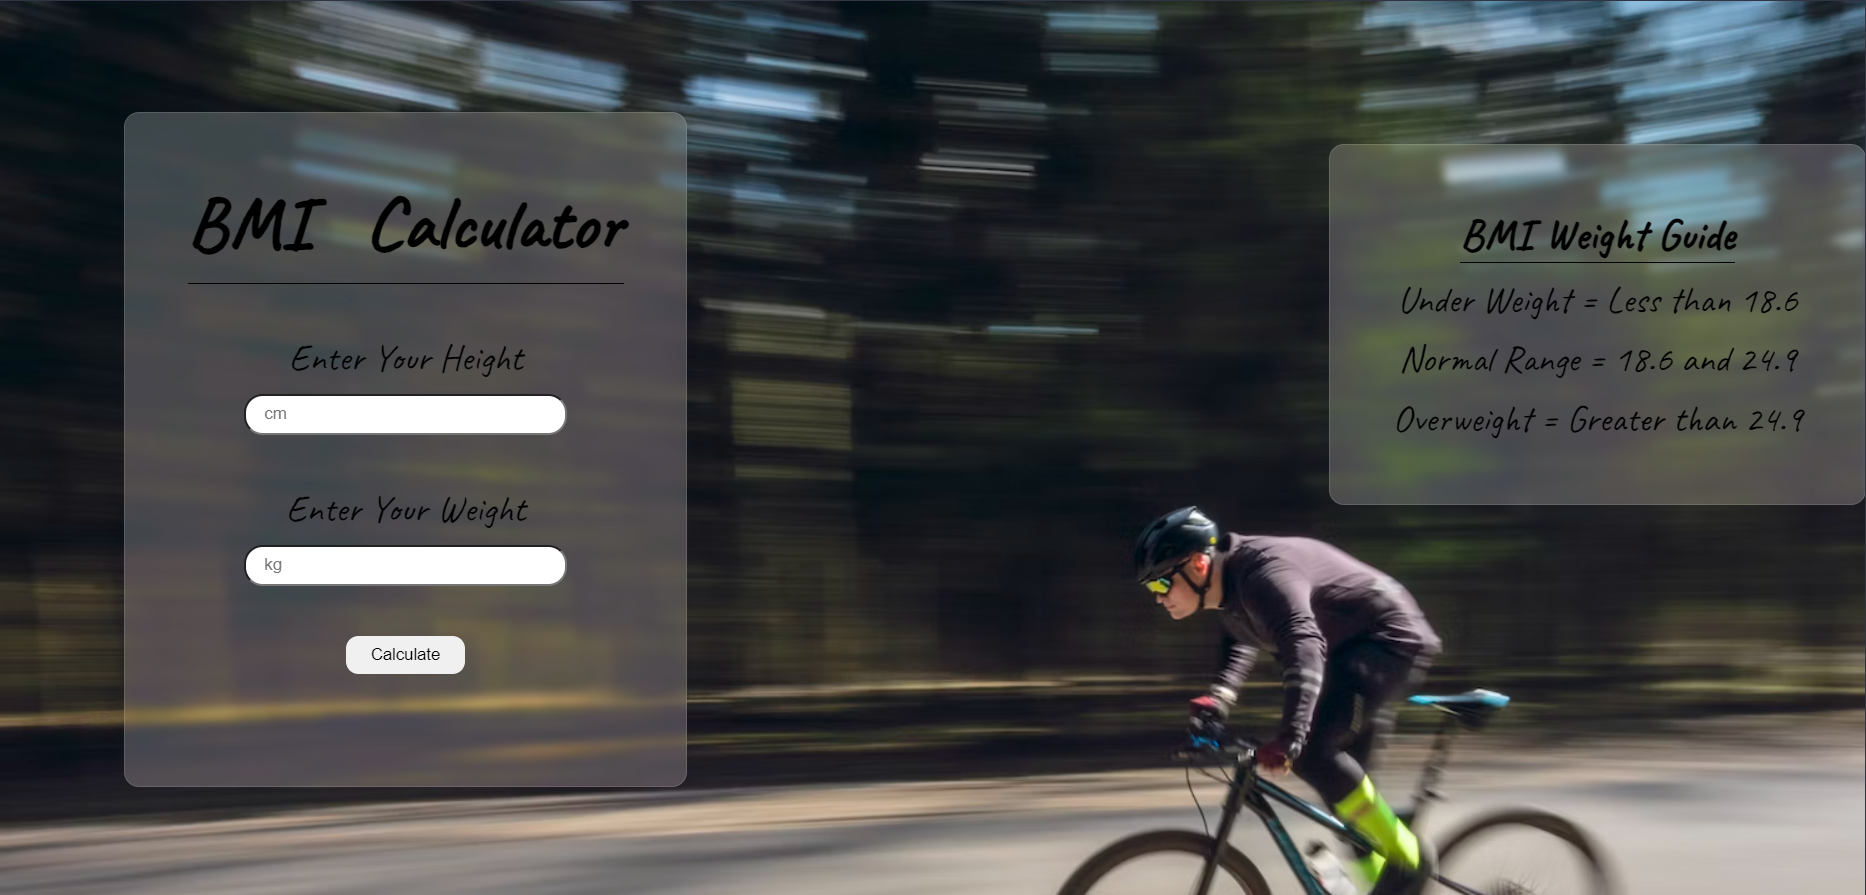 BMI Calculator
Enter Your Height
cm
Enter Your Weight
kg
Calculate
BMI Weight Guide
Under Weight = Less than 18.6
Normal Range = 18.6 and 24.9
Overweight = Greater than 24.9